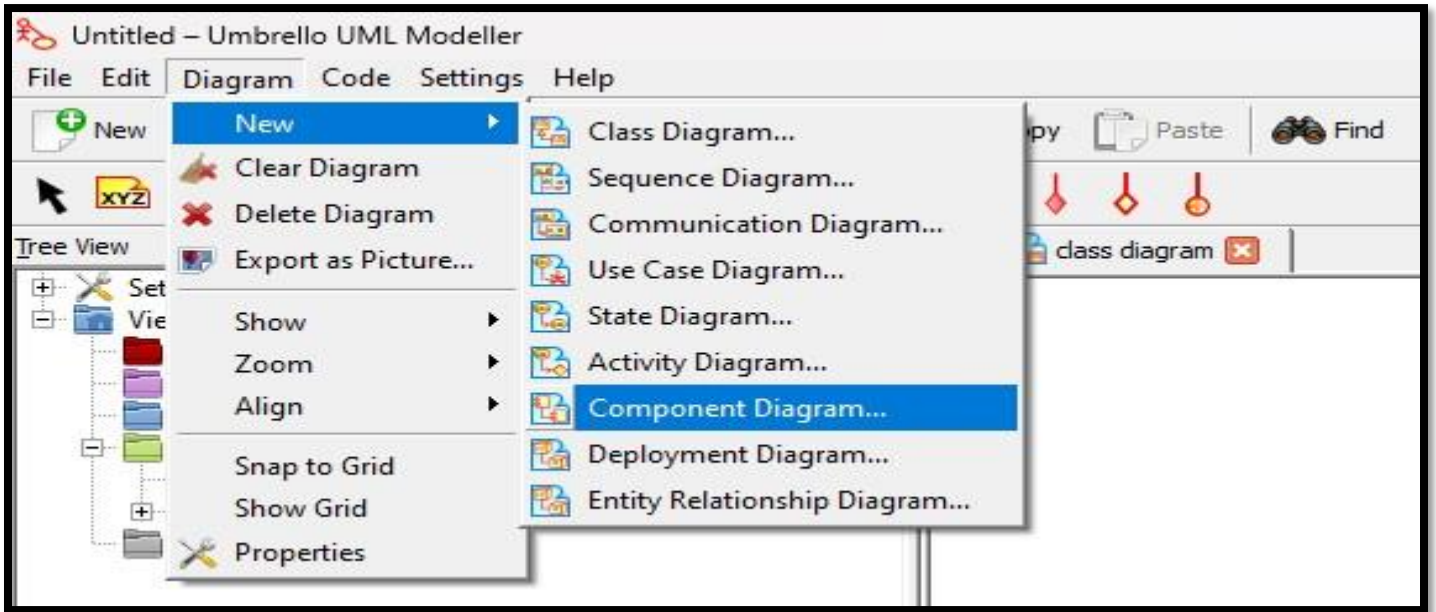 Untitled – Umbrello UML Modeller
File Edit Diagram Code Settings Help
New New Class Diagram... Paste Find
Clear Diagram Sequence Diagram...
XYZ Delete Diagram Communication Diagram...
Tree View Export as Picture... Use Case Diagram... class diagram
Show State Diagram...
Zoom Activity Diagram...
Align Component Diagram...
Snap to Grid Deployment Diagram...
Show Grid Entity Relationship Diagram...
Properties